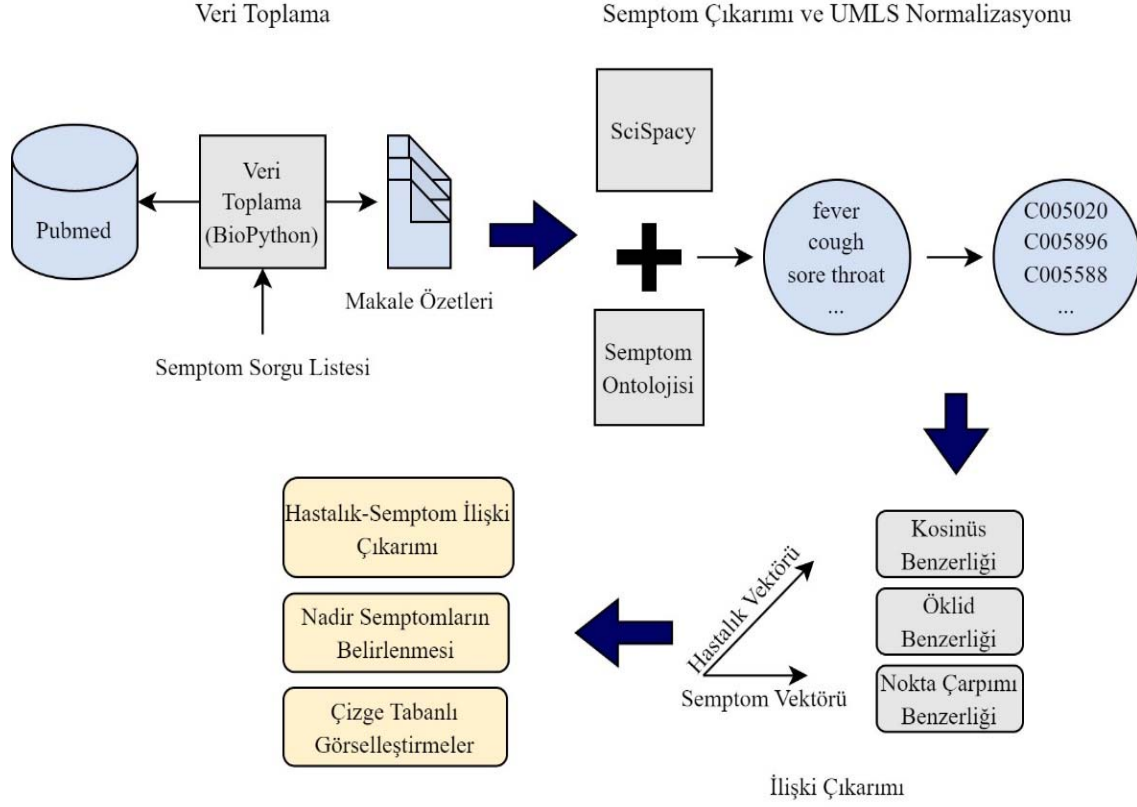 Veri Toplama
Semptom Çıkarımı ve UMLS Normalizasyonu
Pubmed
Veri
Toplama
(BioPython)
Makale Özetleri
Semptom Sorgu Listesi
SciSpacy
Semptom
Ontolojisi
fever
cough
sore throat
...
C005020
C005896
C005588
...
Kosinüs
Benzerliği
Öklid
Benzerliği
Nokta Çarpımı
Benzerliği
Hastalık Vektörü
Semptom Vektörü
İlişki Çıkarımı
Hastalık-Semptom İlişki
Çıkarımı
Nadir Semptomların
Belirlenmesi
Çizge Tabanlı
Görselleştirmeler